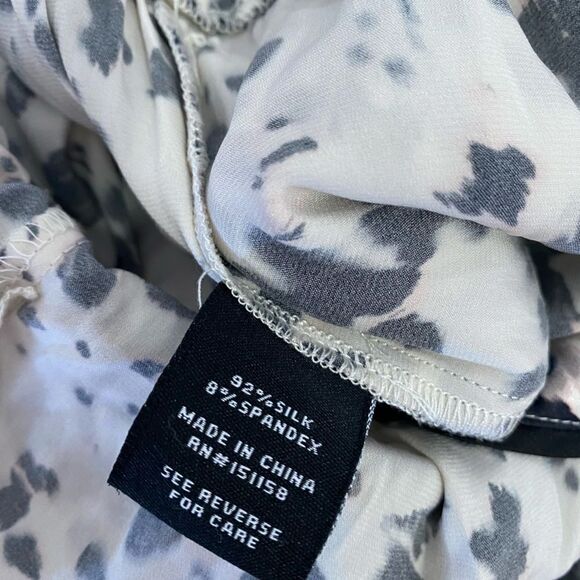 92%SILK
8%SPANDEX
MADE IN CHINA
RN#151158
SEE REVERSE
FOR CARE